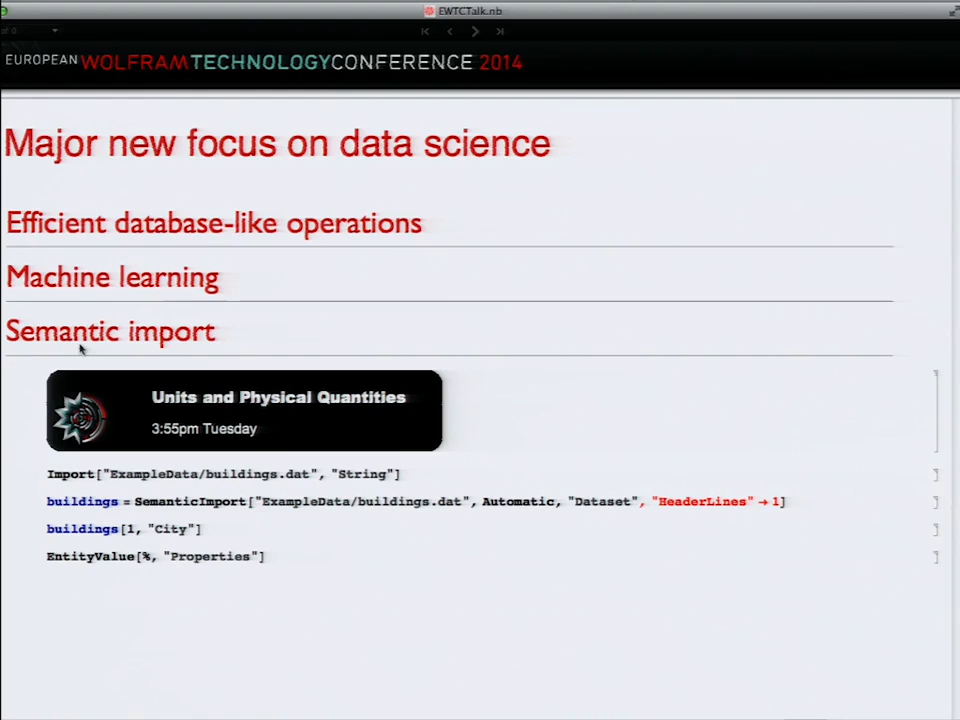 EWTCTalk.nb
EUROPEAN WOLFRAMTECHNOLOGYCONFERENCE 2014
Major new focus on data science
Efficient database-like operations
Machine learning
Semantic import
Units and Physical Quantities
3:55pm Tuesday
Import["ExampleData/buildings.dat", "String"]
buildings = SemanticImport["ExampleData/buildings.dat", Automatic, "Dataset", "HeaderLines" → 1]
buildings[1, "City"]
EntityValue[%, "Properties"]